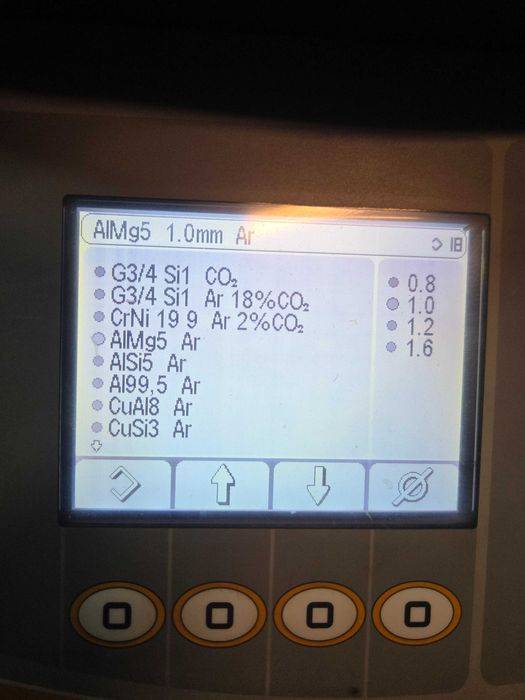 AlMg5 1.0mm Ar
G3/4 Si1 CO₂
G3/4 Si1 Ar 18%CO₂
CrNi 19 9 Ar 2%CO₂
AlMg5 Ar
AlSi5 Ar
Al99,5 Ar
CuAl8 Ar
CuSi3 Ar
0.8
1.0
1.2
1.6